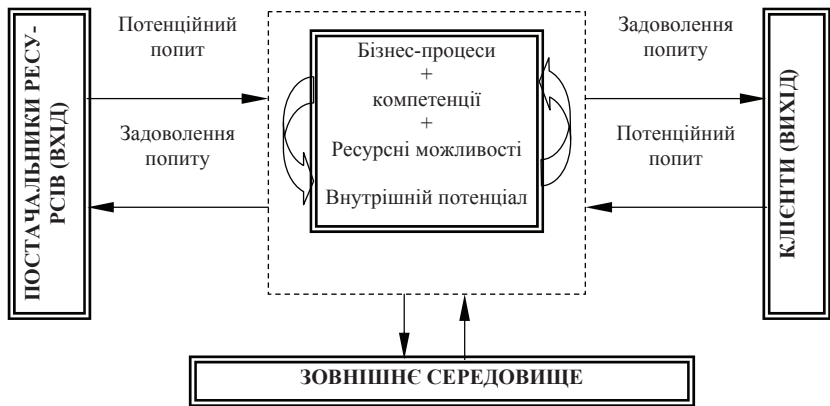 ПОСТАЧАЛЬНИКИ РЕСУ-
РСІВ (ВХІД)
Потенційний
попит
Задоволення
попиту
Бізнес-процеси
+
компетенції
+
Ресурсні можливості
Внутрішній потенціал
Задоволення
попиту
Потенційний
попит
КЛІЄНТИ (ВИХІД)
ЗОВНІШНЄ СЕРЕДОВИЩЕ